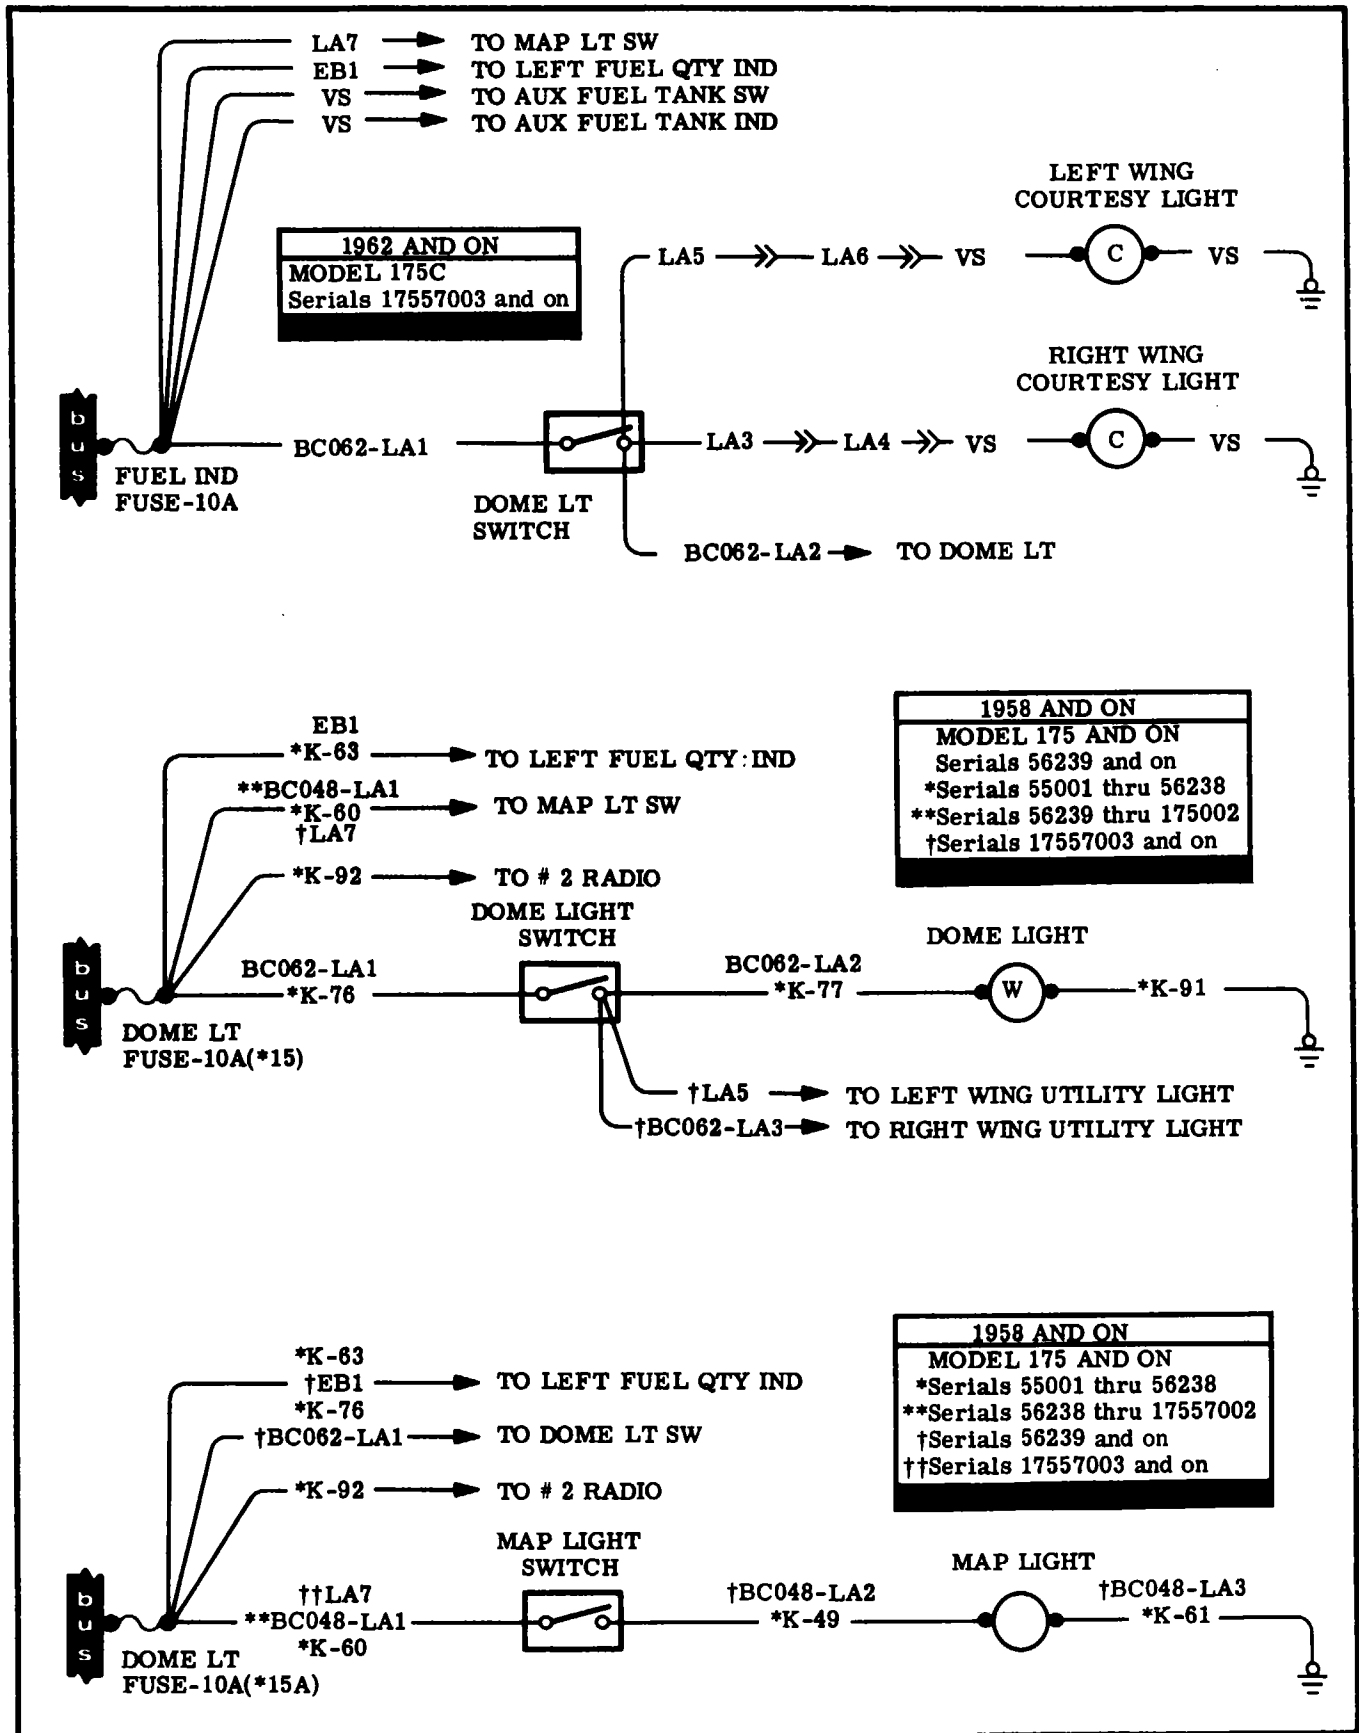 LA7 TO MAP LT SW
EB1 TO LEFT FUEL QTY IND
VS TO AUX FUEL TANK SW
VS TO AUX FUEL TANK IND
LEFT WING
COURTESY LIGHT
1962 AND ON
MODEL 175C
Serials 17557003 and on
LA5 LA6 VS C VS
RIGHT WING
COURTESY LIGHT
bus
BC062-LA1
LA3 LA4 VS C VS
FUEL IND
FUSE-10A
DOME LT
SWITCH
BC062-LA2 TO DOME LT
1958 AND ON
MODEL 175 AND ON
Serials 56239 and on
*Serials 55001 thru 56238
**Serials 56239 thru 175002
†Serials 17557003 and on
EB1
*K-63 TO LEFT FUEL QTY:IND
**BC048-LA1
*K-60 TO MAP LT SW
†LA7
*K-92 TO # 2 RADIO
DOME LIGHT
SWITCH
DOME LIGHT
bus
BC062-LA1
*K-76
BC062-LA2
*K-77
W
*K-91
DOME LT
FUSE-10A(*15)
†LA5 TO LEFT WING UTILITY LIGHT
†BC062-LA3 TO RIGHT WING UTILITY LIGHT
1958 AND ON
MODEL 175 AND ON
*Serials 55001 thru 56238
**Serials 56238 thru 17557002
†Serials 56239 and on
††Serials 17557003 and on
*K-63
†EB1 TO LEFT FUEL QTY IND
*K-76
†BC062-LA1 TO DOME LT SW
*K-92 TO # 2 RADIO
MAP LIGHT
SWITCH
MAP LIGHT
bus
††LA7
**BC048-LA1
*K-60
†BC048-LA2
*K-49
†BC048-LA3
*K-61
DOME LT
FUSE-10A(*15A)